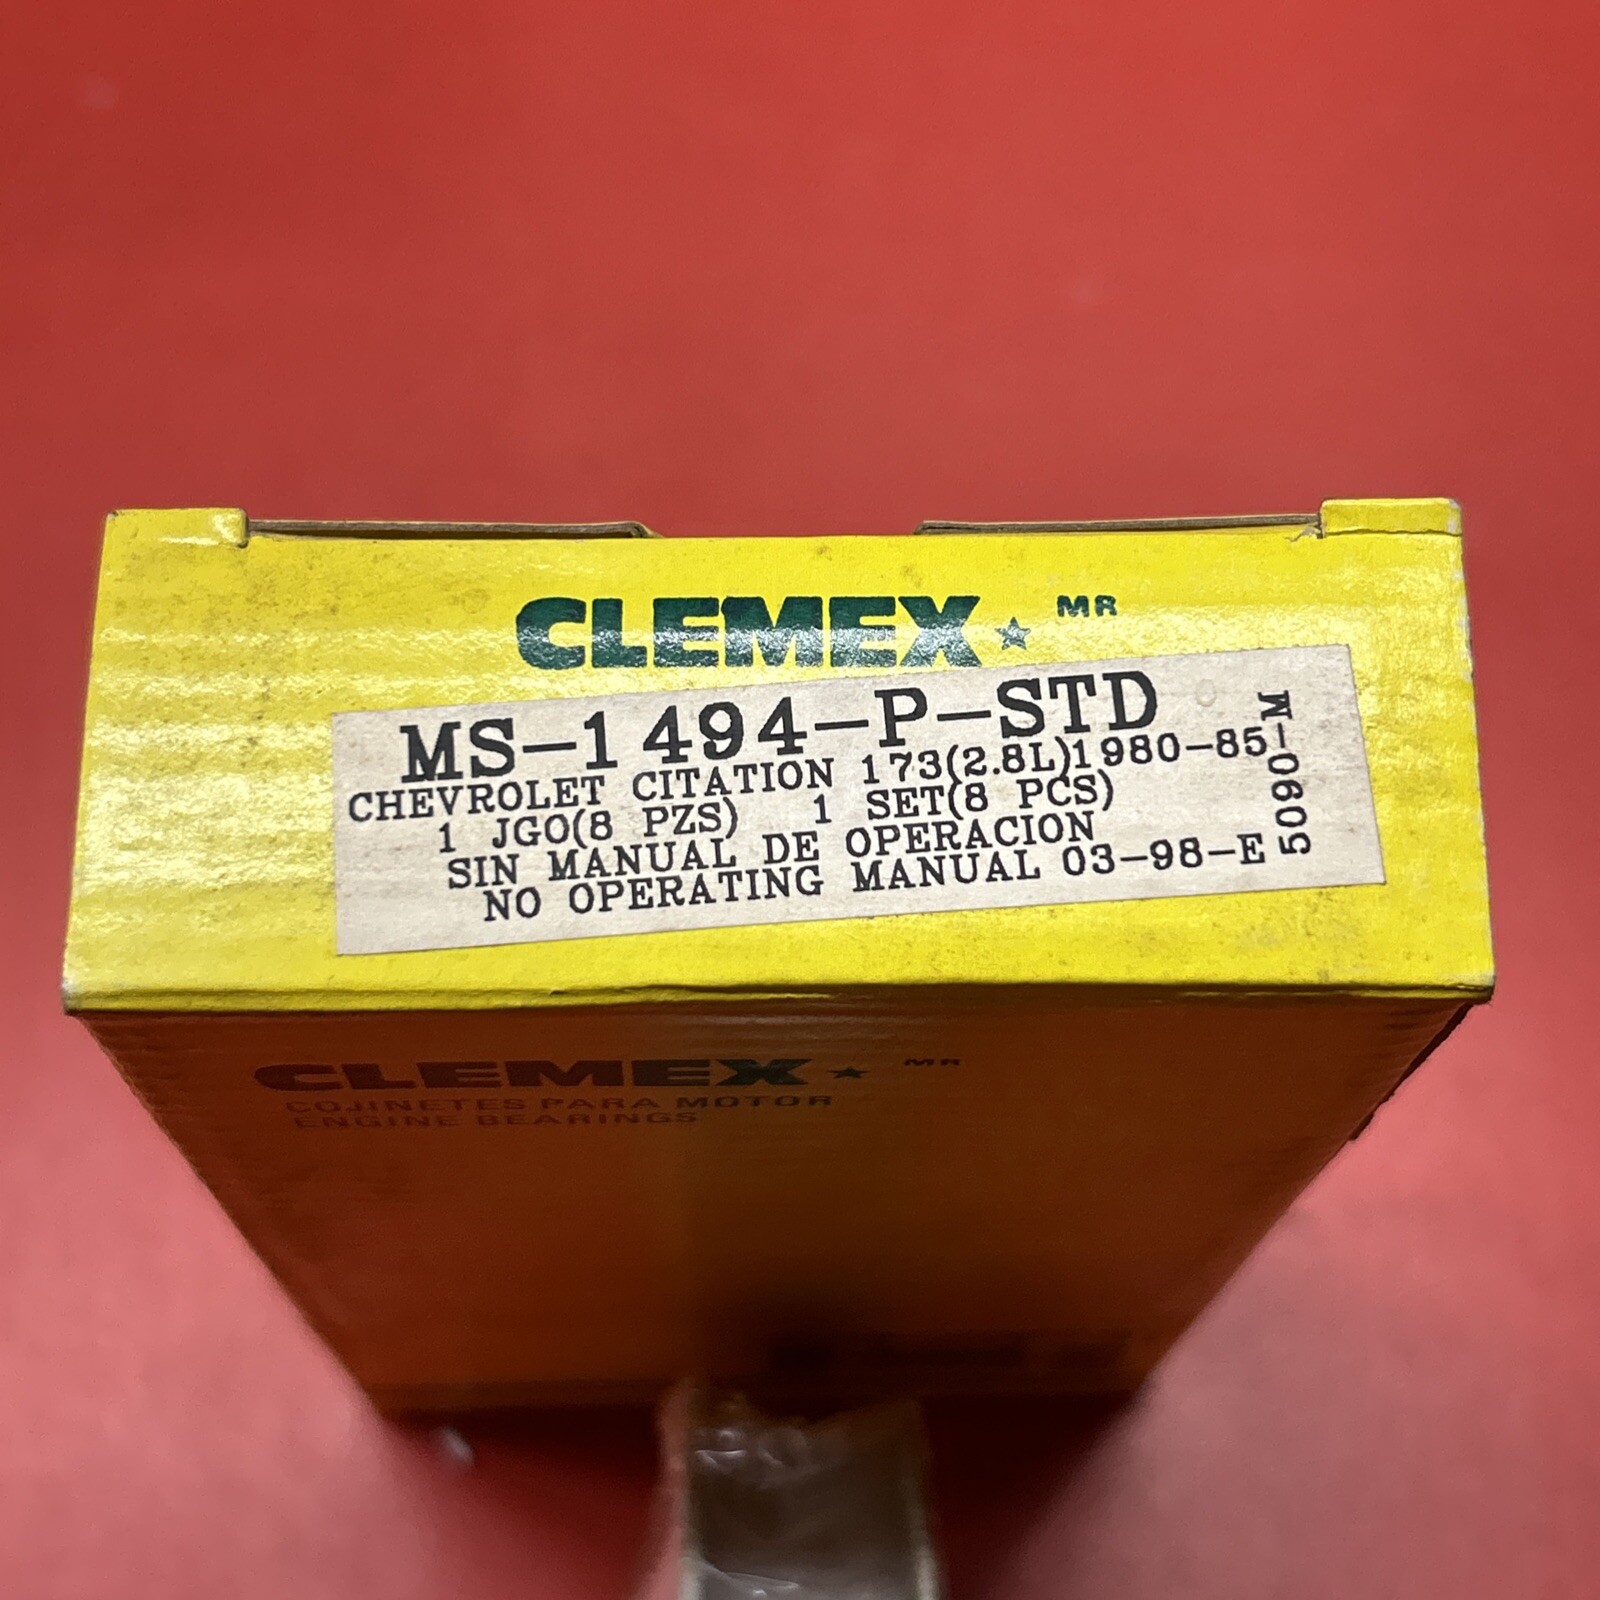 CLEMEX★ MR
MS-1494-P-STD
CHEVROLET CITATION 173(2.8L)1980-85
1 JGO(8 PZS) 1 SET(8 PCS)
SIN MANUAL DE OPERACION
NO OPERATING MANUAL 03-98-E
5090-M
CLEMEX★ MR
COJINETES PARA MOTOR
ENGINE BEARINGS